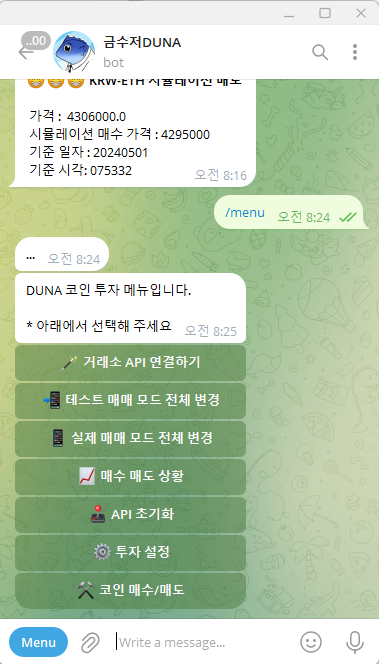 ..00
금수저DUNA
bot
KRW-ETH 시뮬레이션 매도
가격 : 4306000.0
시뮬레이션 매수 가격 : 4295000
기준 일자 : 20240501
기준 시각: 075332
오전 8:16
/menu
오전 8:24
...
오전 8:24
DUNA 코인 투자 메뉴입니다.
* 아래에서 선택해 주세요
오전 8:25
거래소 API 연결하기
테스트 매매 모드 전체 변경
실제 매매 모드 전체 변경
매수 매도 상황
API 초기화
투자 설정
코인 매수/매도
Menu
Write a message...